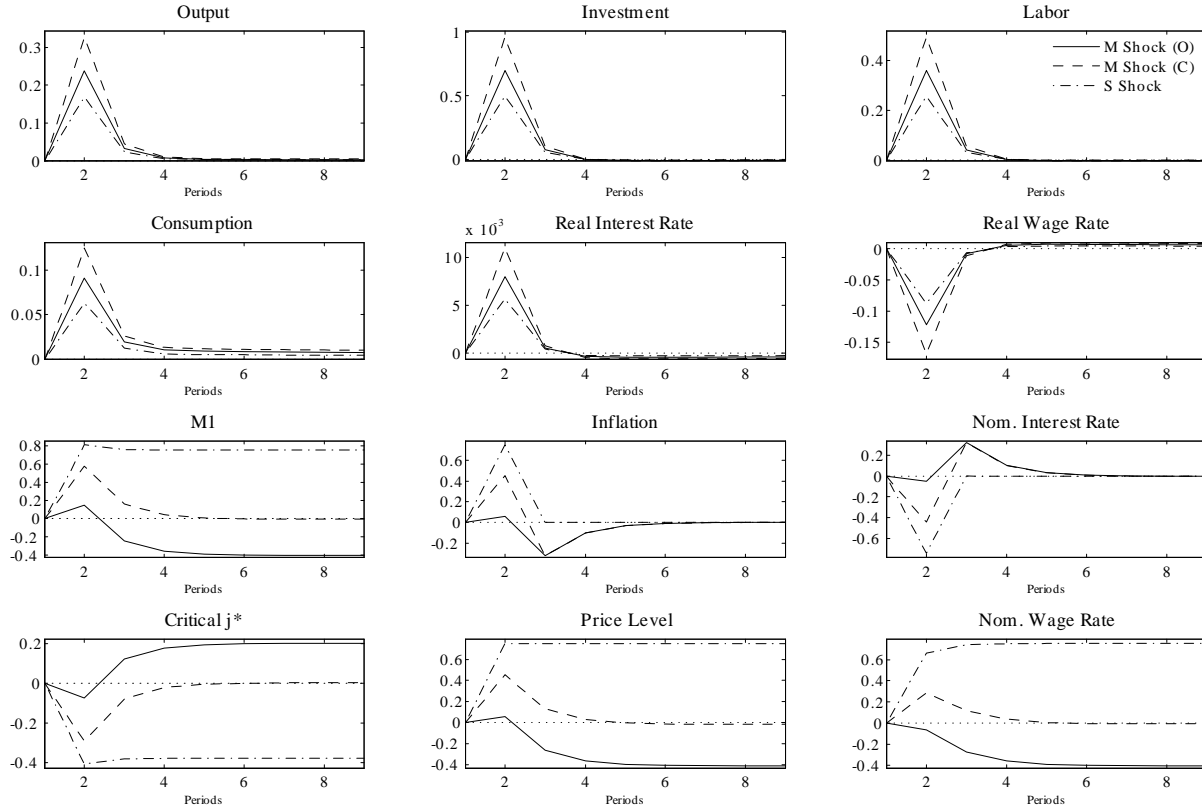 Output
0.3
0.2
0.1
0
2 4 6 8
Periods
Investment
1
0.5
0
2 4 6 8
Periods
Labor
M Shock (O)
M Shock (C)
S Shock
0.4
0.2
0
2 4 6 8
Periods
Consumption
0.1
0.05
0
2 4 6 8
Periods
Real Interest Rate
x 10³
10
5
0
2 4 6 8
Periods
Real Wage Rate
0
-0.05
-0.1
-0.15
2 4 6 8
Periods
M1
0.8
0.6
0.4
0.2
0
-0.2
-0.4
2 4 6 8
Periods
Inflation
0.6
0.4
0.2
0
-0.2
2 4 6 8
Periods
Nom. Interest Rate
0.2
0
-0.2
-0.4
-0.6
2 4 6 8
Periods
Critical j*
0.2
0
-0.2
-0.4
2 4 6 8
Periods
Price Level
0.6
0.4
0.2
0
-0.2
-0.4
2 4 6 8
Periods
Nom. Wage Rate
0.6
0.4
0.2
0
-0.2
-0.4
2 4 6 8
Periods